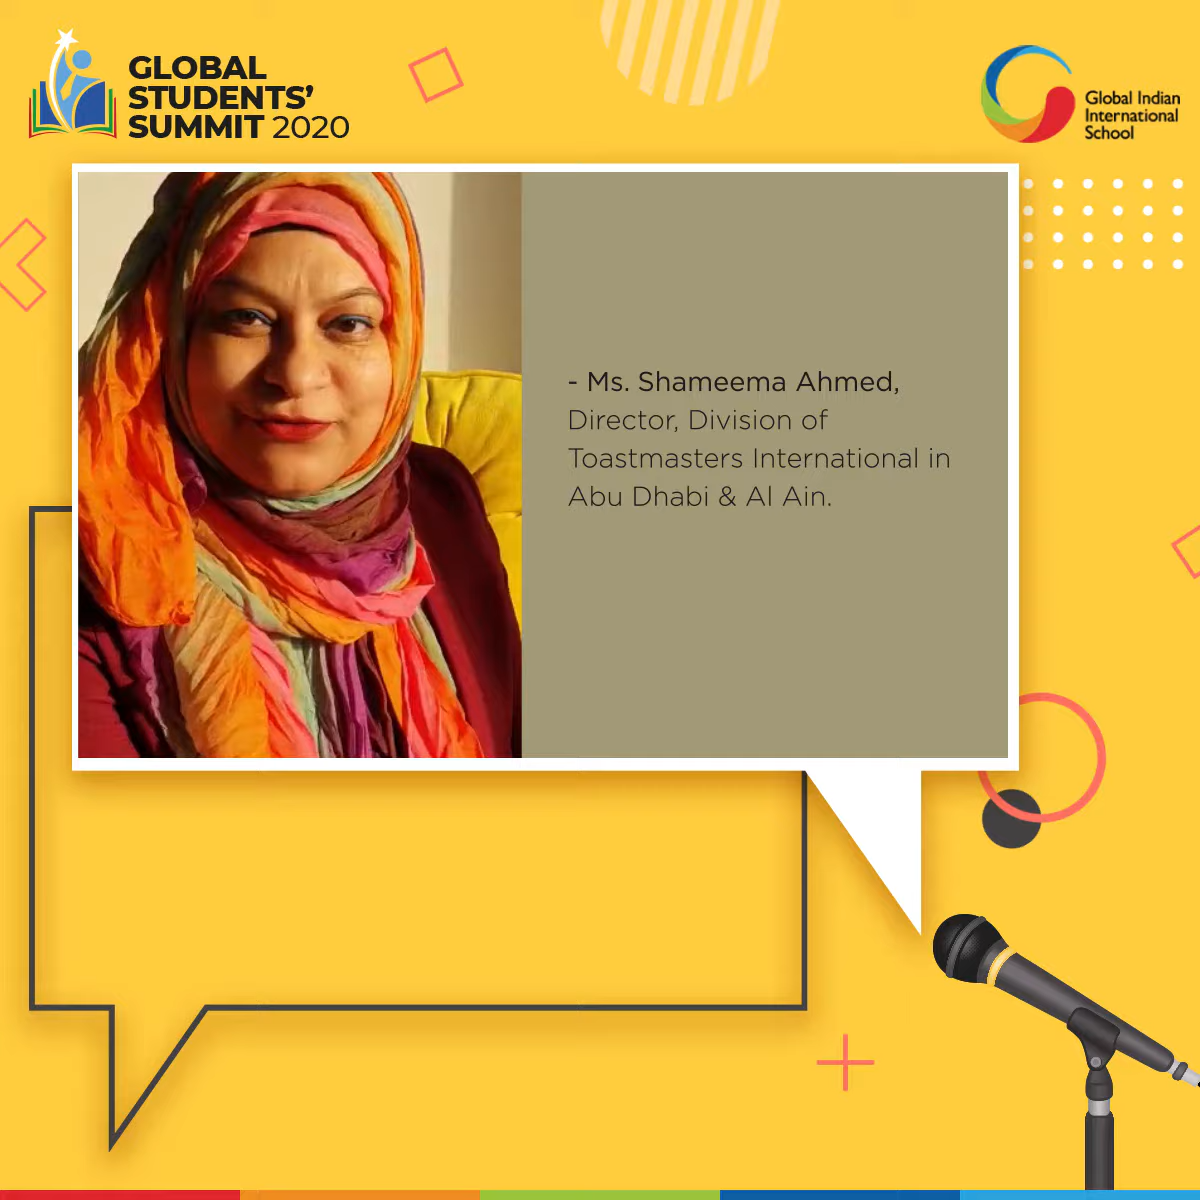 GLOBAL
STUDENTS’
SUMMIT 2020
Global Indian
International
School
- Ms. Shameema Ahmed,
Director, Division of
Toastmasters International in
Abu Dhabi & Al Ain.